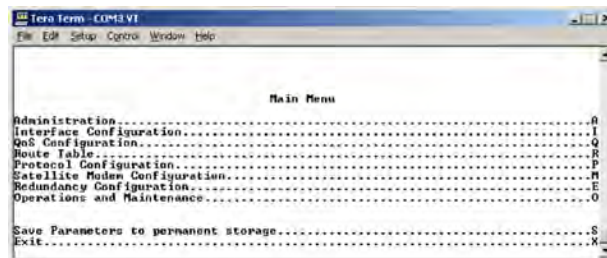 Tera Term - COM3 VT
File Edit Setup Control Window Help
Main Menu
Administration..........................................................................A
Interface Configuration.................................................................I
QoS Configuration.......................................................................Q
Route Table.............................................................................R
Protocol Configuration..................................................................P
Satellite Modem Configuration...........................................................M
Redundancy Configuration................................................................E
Operations and Maintenance..............................................................O
Save Parameters to permanent storage....................................................S
Exit....................................................................................X